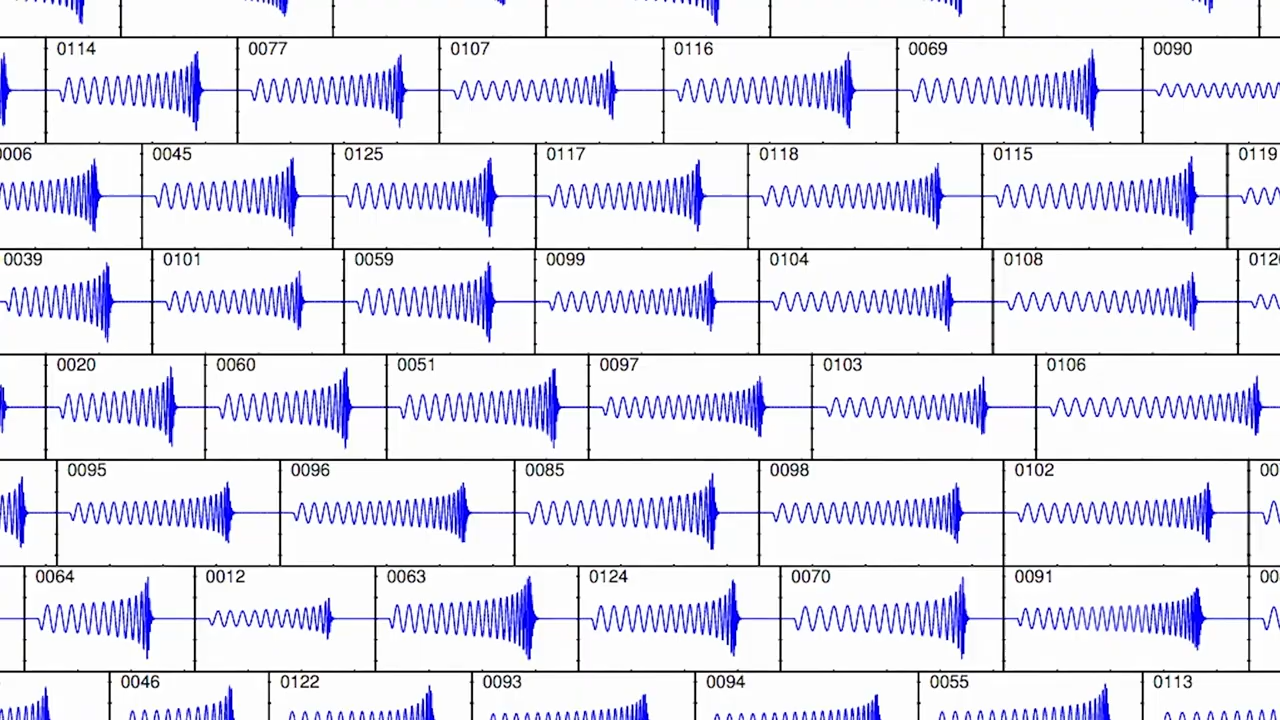 0114 0077 0107 0116 0069 0090
0006 0045 0125 0117 0118 0115 0119
0039 0101 0059 0099 0104 0108
0020 0060 0051 0097 0103 0106
0095 0096 0085 0098 0102
0064 0012 0063 0124 0070 0091
0046 0122 0093 0094 0055 0113